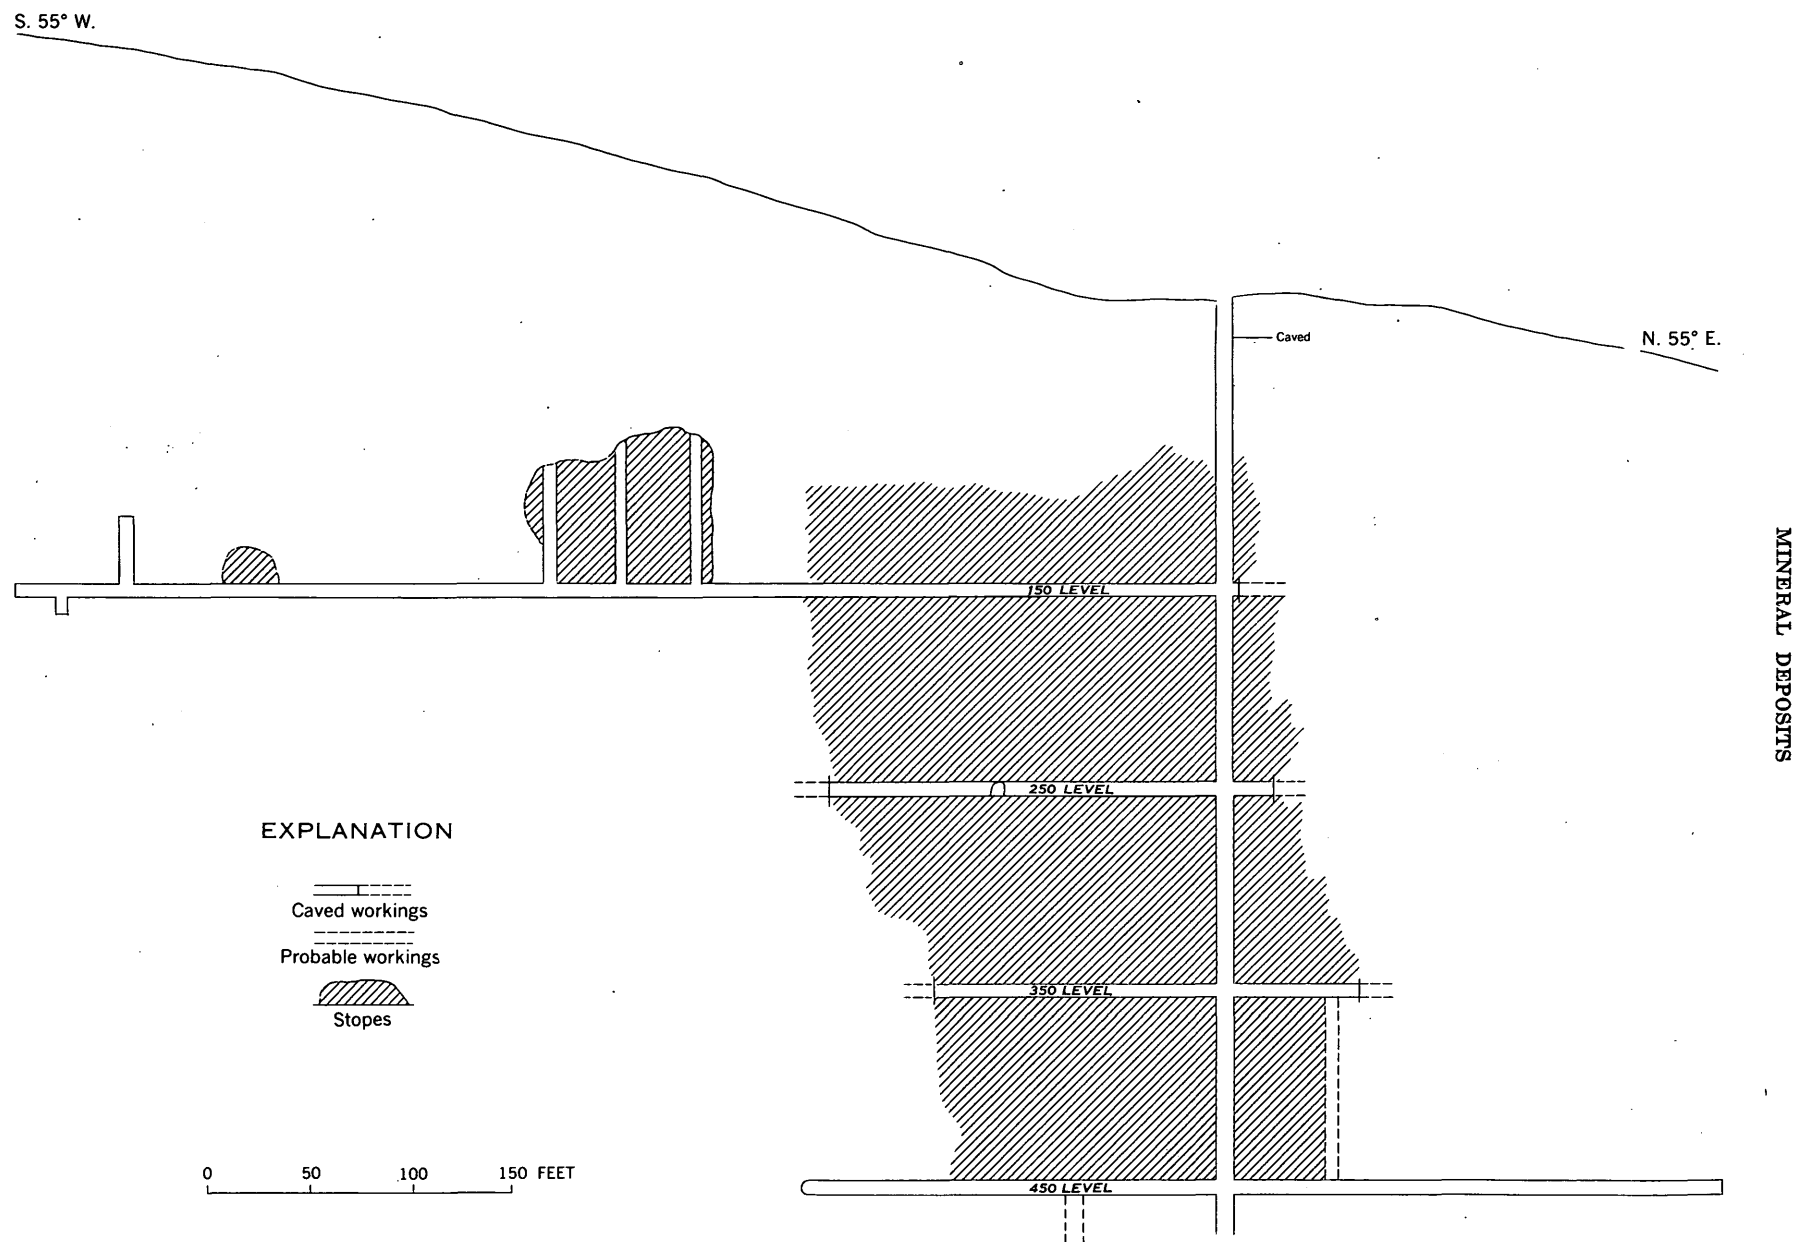 S. 55° W.
Caved
N. 55° E.
150 LEVEL
250 LEVEL
350 LEVEL
450 LEVEL
EXPLANATION
Caved workings
Probable workings
Stopes
0 50 100 150 FEET
MINERAL DEPOSITS